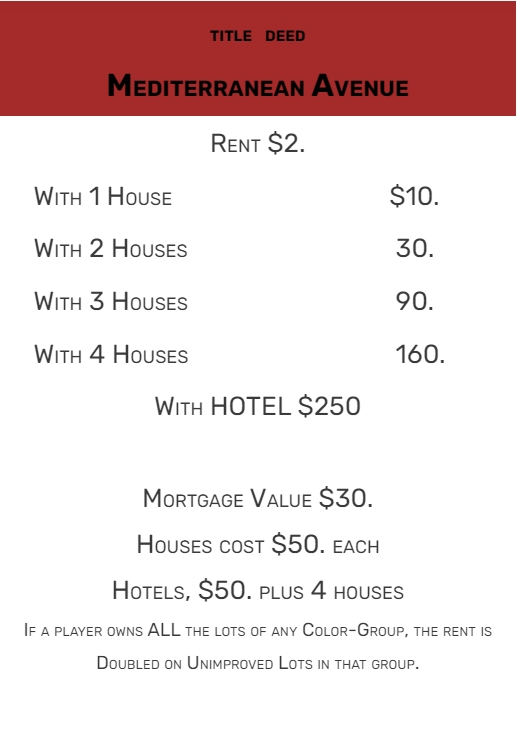 TITLE DEED
Mediterranean Avenue
Rent $2.
With 1 House $10.
With 2 Houses 30.
With 3 Houses 90.
With 4 Houses 160.
With HOTEL $250
Mortgage Value $30.
Houses cost $50. each
Hotels, $50. plus 4 houses
If a player owns ALL the lots of any Color-Group, the rent is
Doubled on Unimproved Lots in that group.